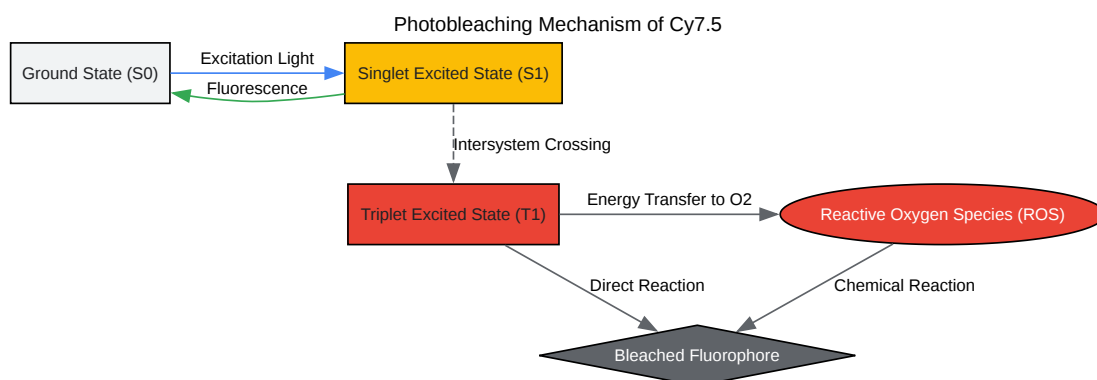 Photobleaching Mechanism of Cy7.5
Ground State (S0)
Excitation Light
Fluorescence
Singlet Excited State (S1)
Intersystem Crossing
Triplet Excited State (T1)
Energy Transfer to O2
Reactive Oxygen Species (ROS)
Direct Reaction
Chemical Reaction
Bleached Fluorophore